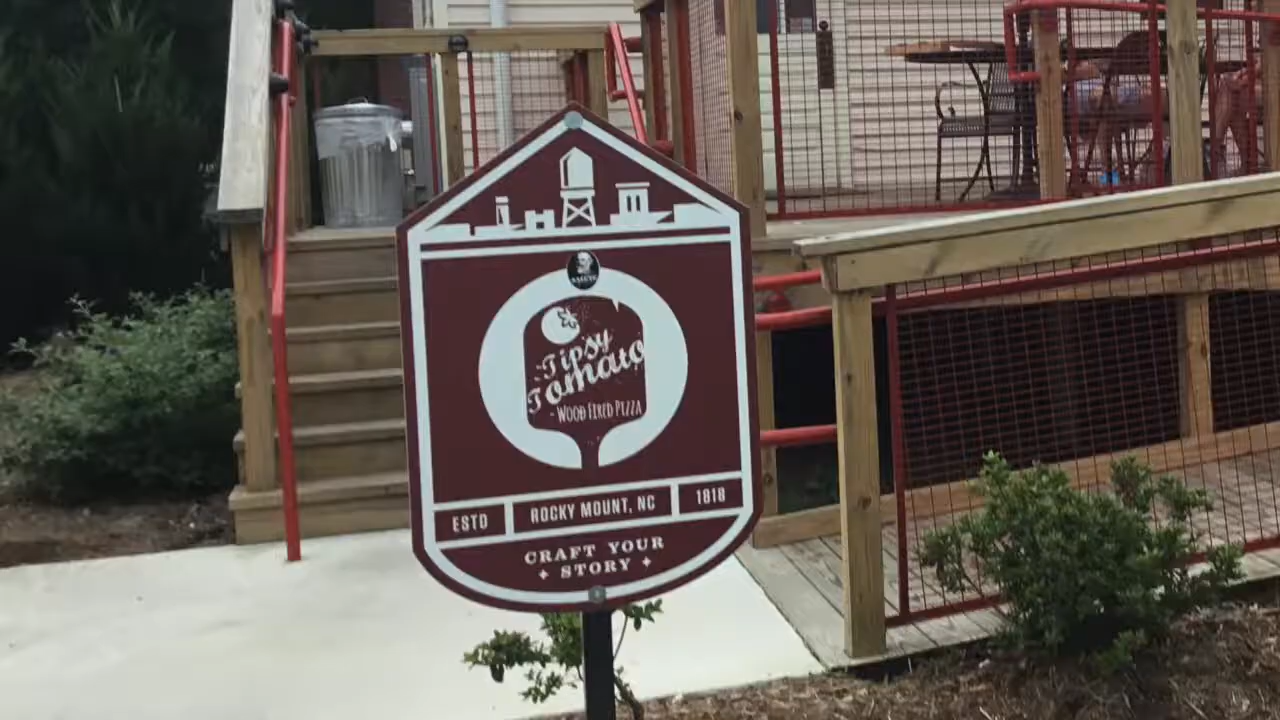 Tipsy
Tomato
- WOOD FIRED PIZZA
ESTD ROCKY MOUNT, NC 1818
CRAFT YOUR
STORY